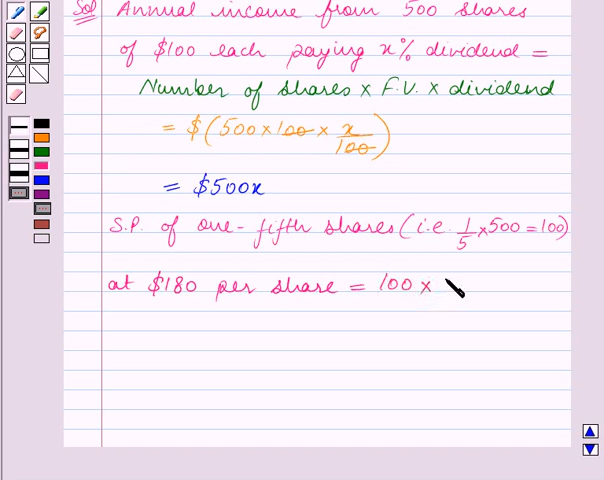 Sol Annual income from 500 shares
of $100 each paying x% dividend =
Number of shares × F.V. × dividend
= $(500 × 100 × x/100)
= $500x
S.P. of one-fifth shares (i.e. 1/5 × 500 = 100)
at $180 per share = 100 ×